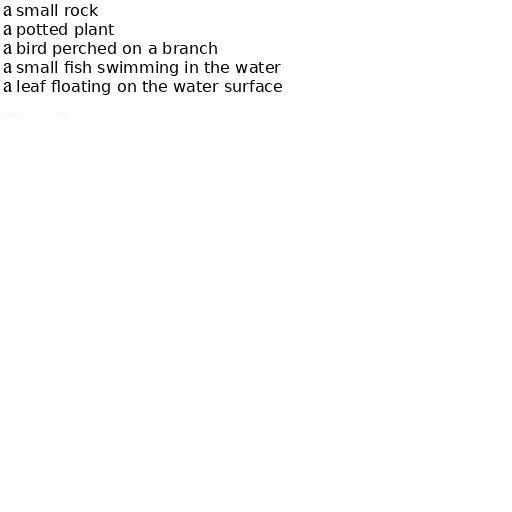 a small rock
a potted plant
a bird perched on a branch
a small fish swimming in the water
a leaf floating on the water surface